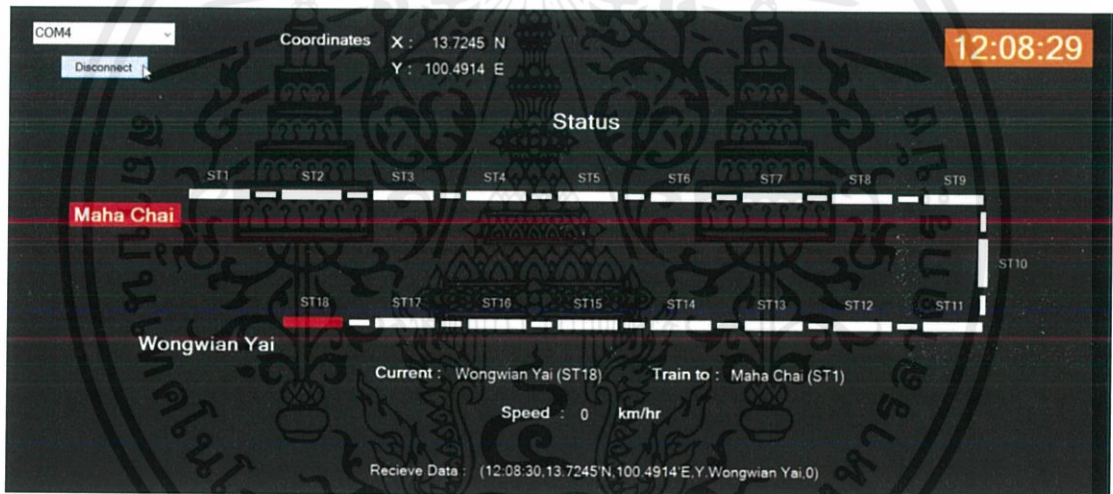 COM4
Coordinates X : 13.7245 N
12:08:29
Disconnect
Y : 100.4914 E
Status
ST1 ST2 ST3 ST4 ST5 ST6 ST7 ST8 ST9
Maha Chai
ST10
ST18 ST17 ST16 ST15 ST14 ST13 ST12 ST11
Wongwian Yai
Current : Wongwian Yai (ST18) Train to : Maha Chai (ST1)
Speed : 0 km/hr
Recieve Data : (12:08:30,13.7245'N,100.4914'E,Y.Wongwian Yai,0)